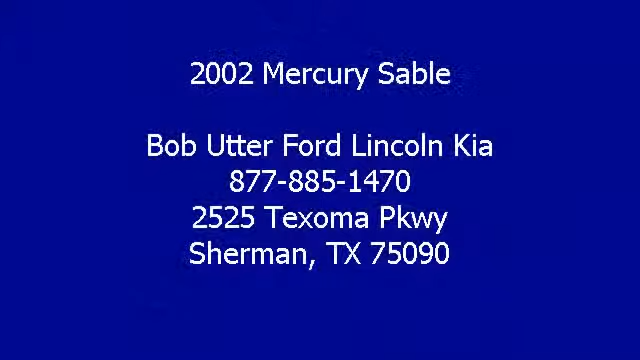 2002 Mercury Sable
Bob Utter Ford Lincoln Kia
877-885-1470
2525 Texoma Pkwy
Sherman, TX 75090